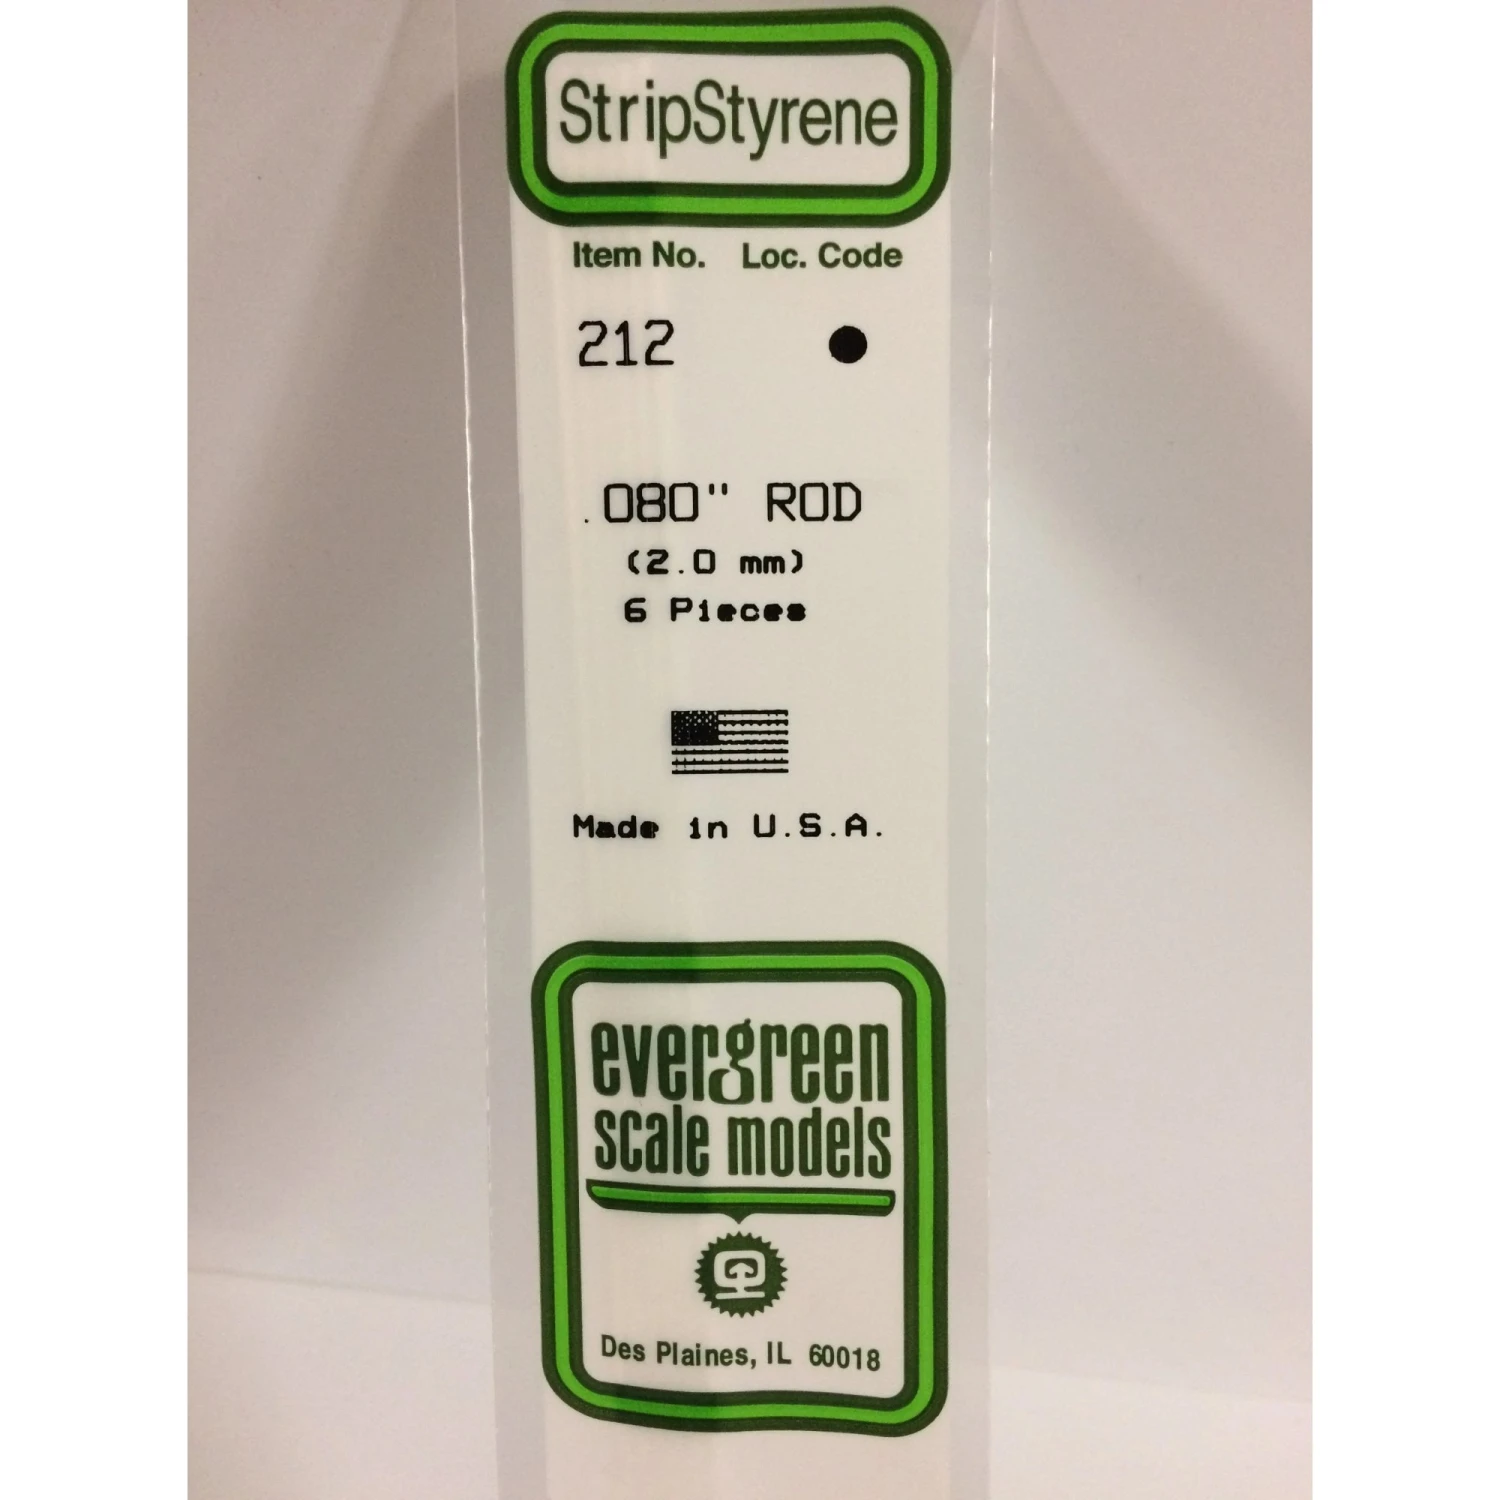 StripStyrene
Item No. Loc. Code
212 ●
.080" ROD
(2.0 mm)
6 Pieces
Made in U.S.A.
evergreen
scale models
Des Plaines, IL 60018